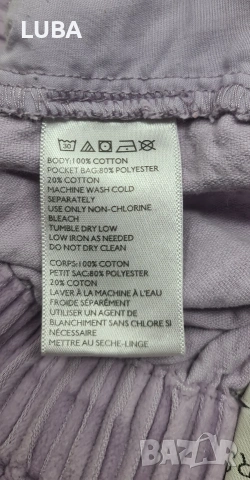 LUBA
30
BODY:100% COTTON
POCKET BAG:80% POLYESTER
20% COTTON
MACHINE WASH COLD
SEPARATELY
USE ONLY NON-CHLORINE
BLEACH
TUMBLE DRY LOW
LOW IRON AS NEEDED
DO NOT DRY CLEAN
CORPS:100% COTON
PETIT SAC:80% POLYESTER
20% COTON
LAVER À LA MACHINE À L'EAU
FROIDE SÉPARÉMENT
UTILISER UN AGENT DE
BLANCHIMENT SANS CHLORE SI
NÉCESSAIRE
METTRE AU SÈCHE-LINGE
BAZAR